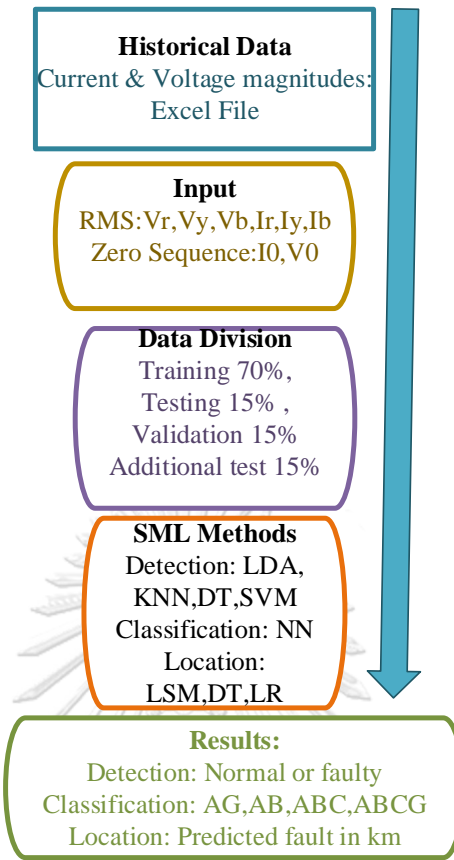 Historical Data
Current & Voltage magnitudes:
Excel File
Input
RMS:Vr,Vy,Vb,Ir,Iy,Ib
Zero Sequence:I0,V0
Data Division
Training 70%,
Testing 15% ,
Validation 15%
Additional test 15%
SML Methods
Detection: LDA,
KNN,DT,SVM
Classification: NN
Location:
LSM,DT,LR
Results:
Detection: Normal or faulty
Classification: AG,AB,ABC,ABCG
Location: Predicted fault in km